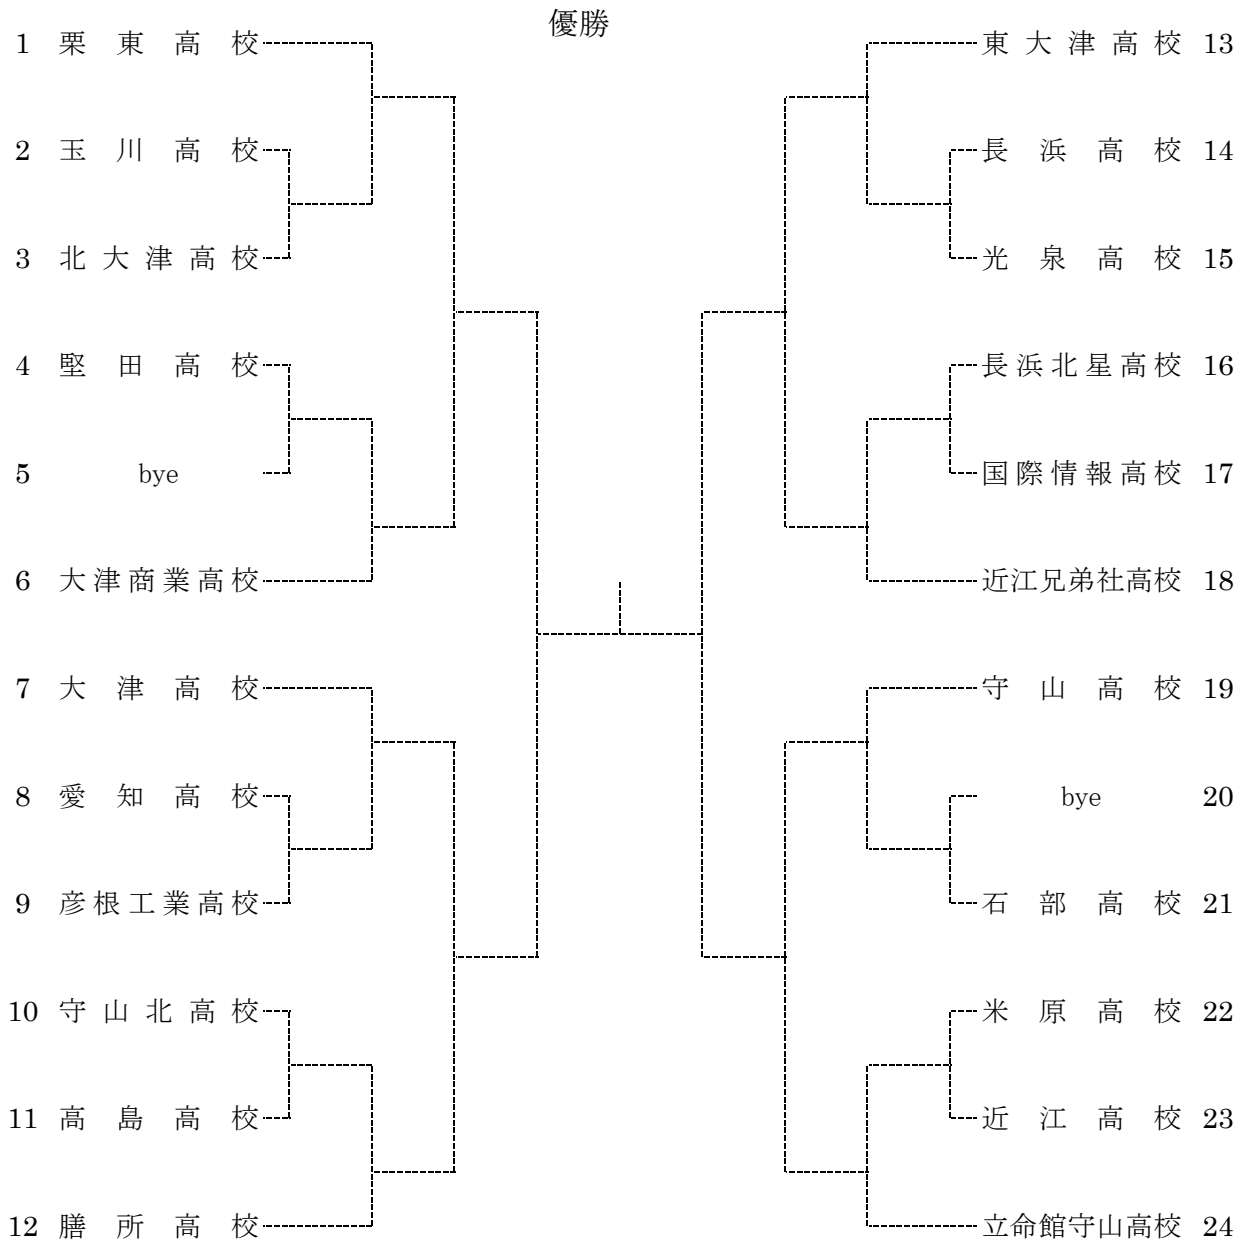 優勝
1 栗東高校
2 玉川高校
3 北大津高校
4 堅田高校
5 bye
6 大津商業高校
7 大津高校
8 愛知高校
9 彦根工業高校
10 守山北高校
11 高島高校
12 膳所高校
東大津高校 13
長浜高校 14
光泉高校 15
長浜北星高校 16
国際情報高校 17
近江兄弟社高校 18
守山高校 19
bye 20
石部高校 21
米原高校 22
近江高校 23
立命館守山高校 24